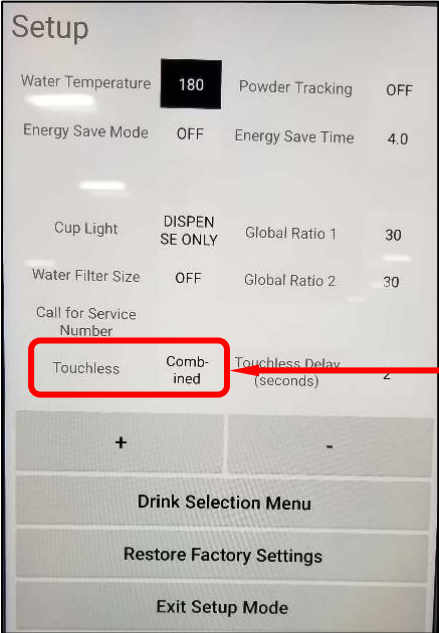 Setup
Water Temperature 180 Powder Tracking OFF
Energy Save Mode OFF Energy Save Time 4.0
Cup Light DISPEN
SE ONLY Global Ratio 1 30
Water Filter Size OFF Global Ratio 2 30
Call for Service
Number
Touchless Comb-
ined Touchless Delay
(seconds) 2
+ -
Drink Selection Menu
Restore Factory Settings
Exit Setup Mode